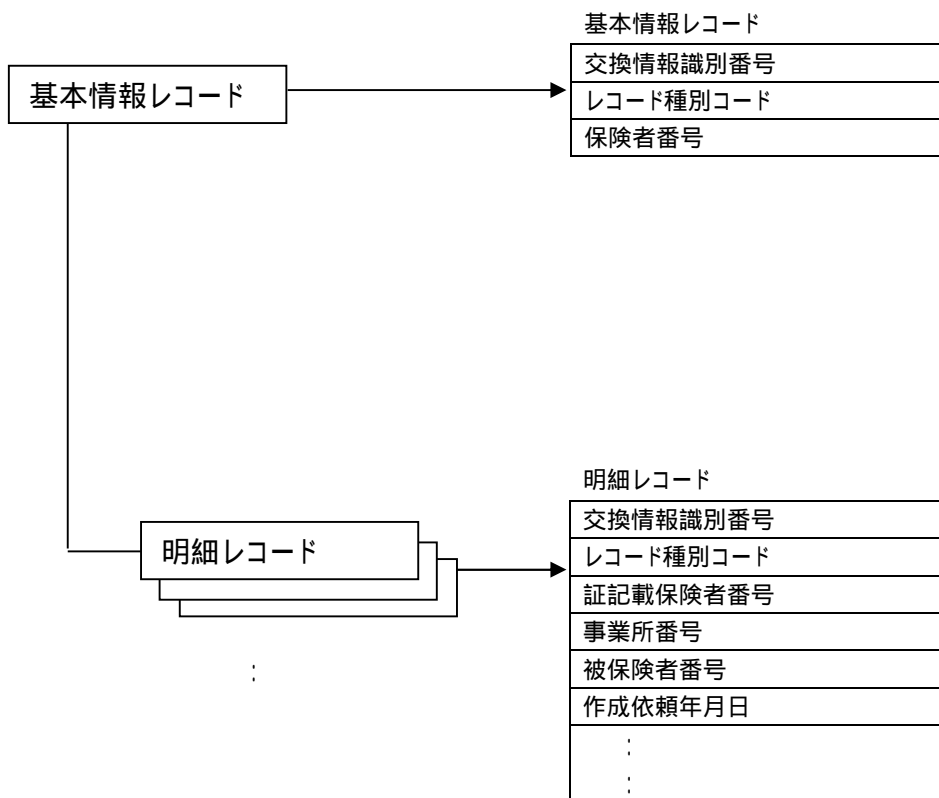 基本情報レコード
基本情報レコード
交換情報識別番号
レコード種別コード
保険者番号
明細レコード
明細レコード
交換情報識別番号
レコード種別コード
証記載保険者番号
事業所番号
被保険者番号
作成依頼年月日
:
:
: